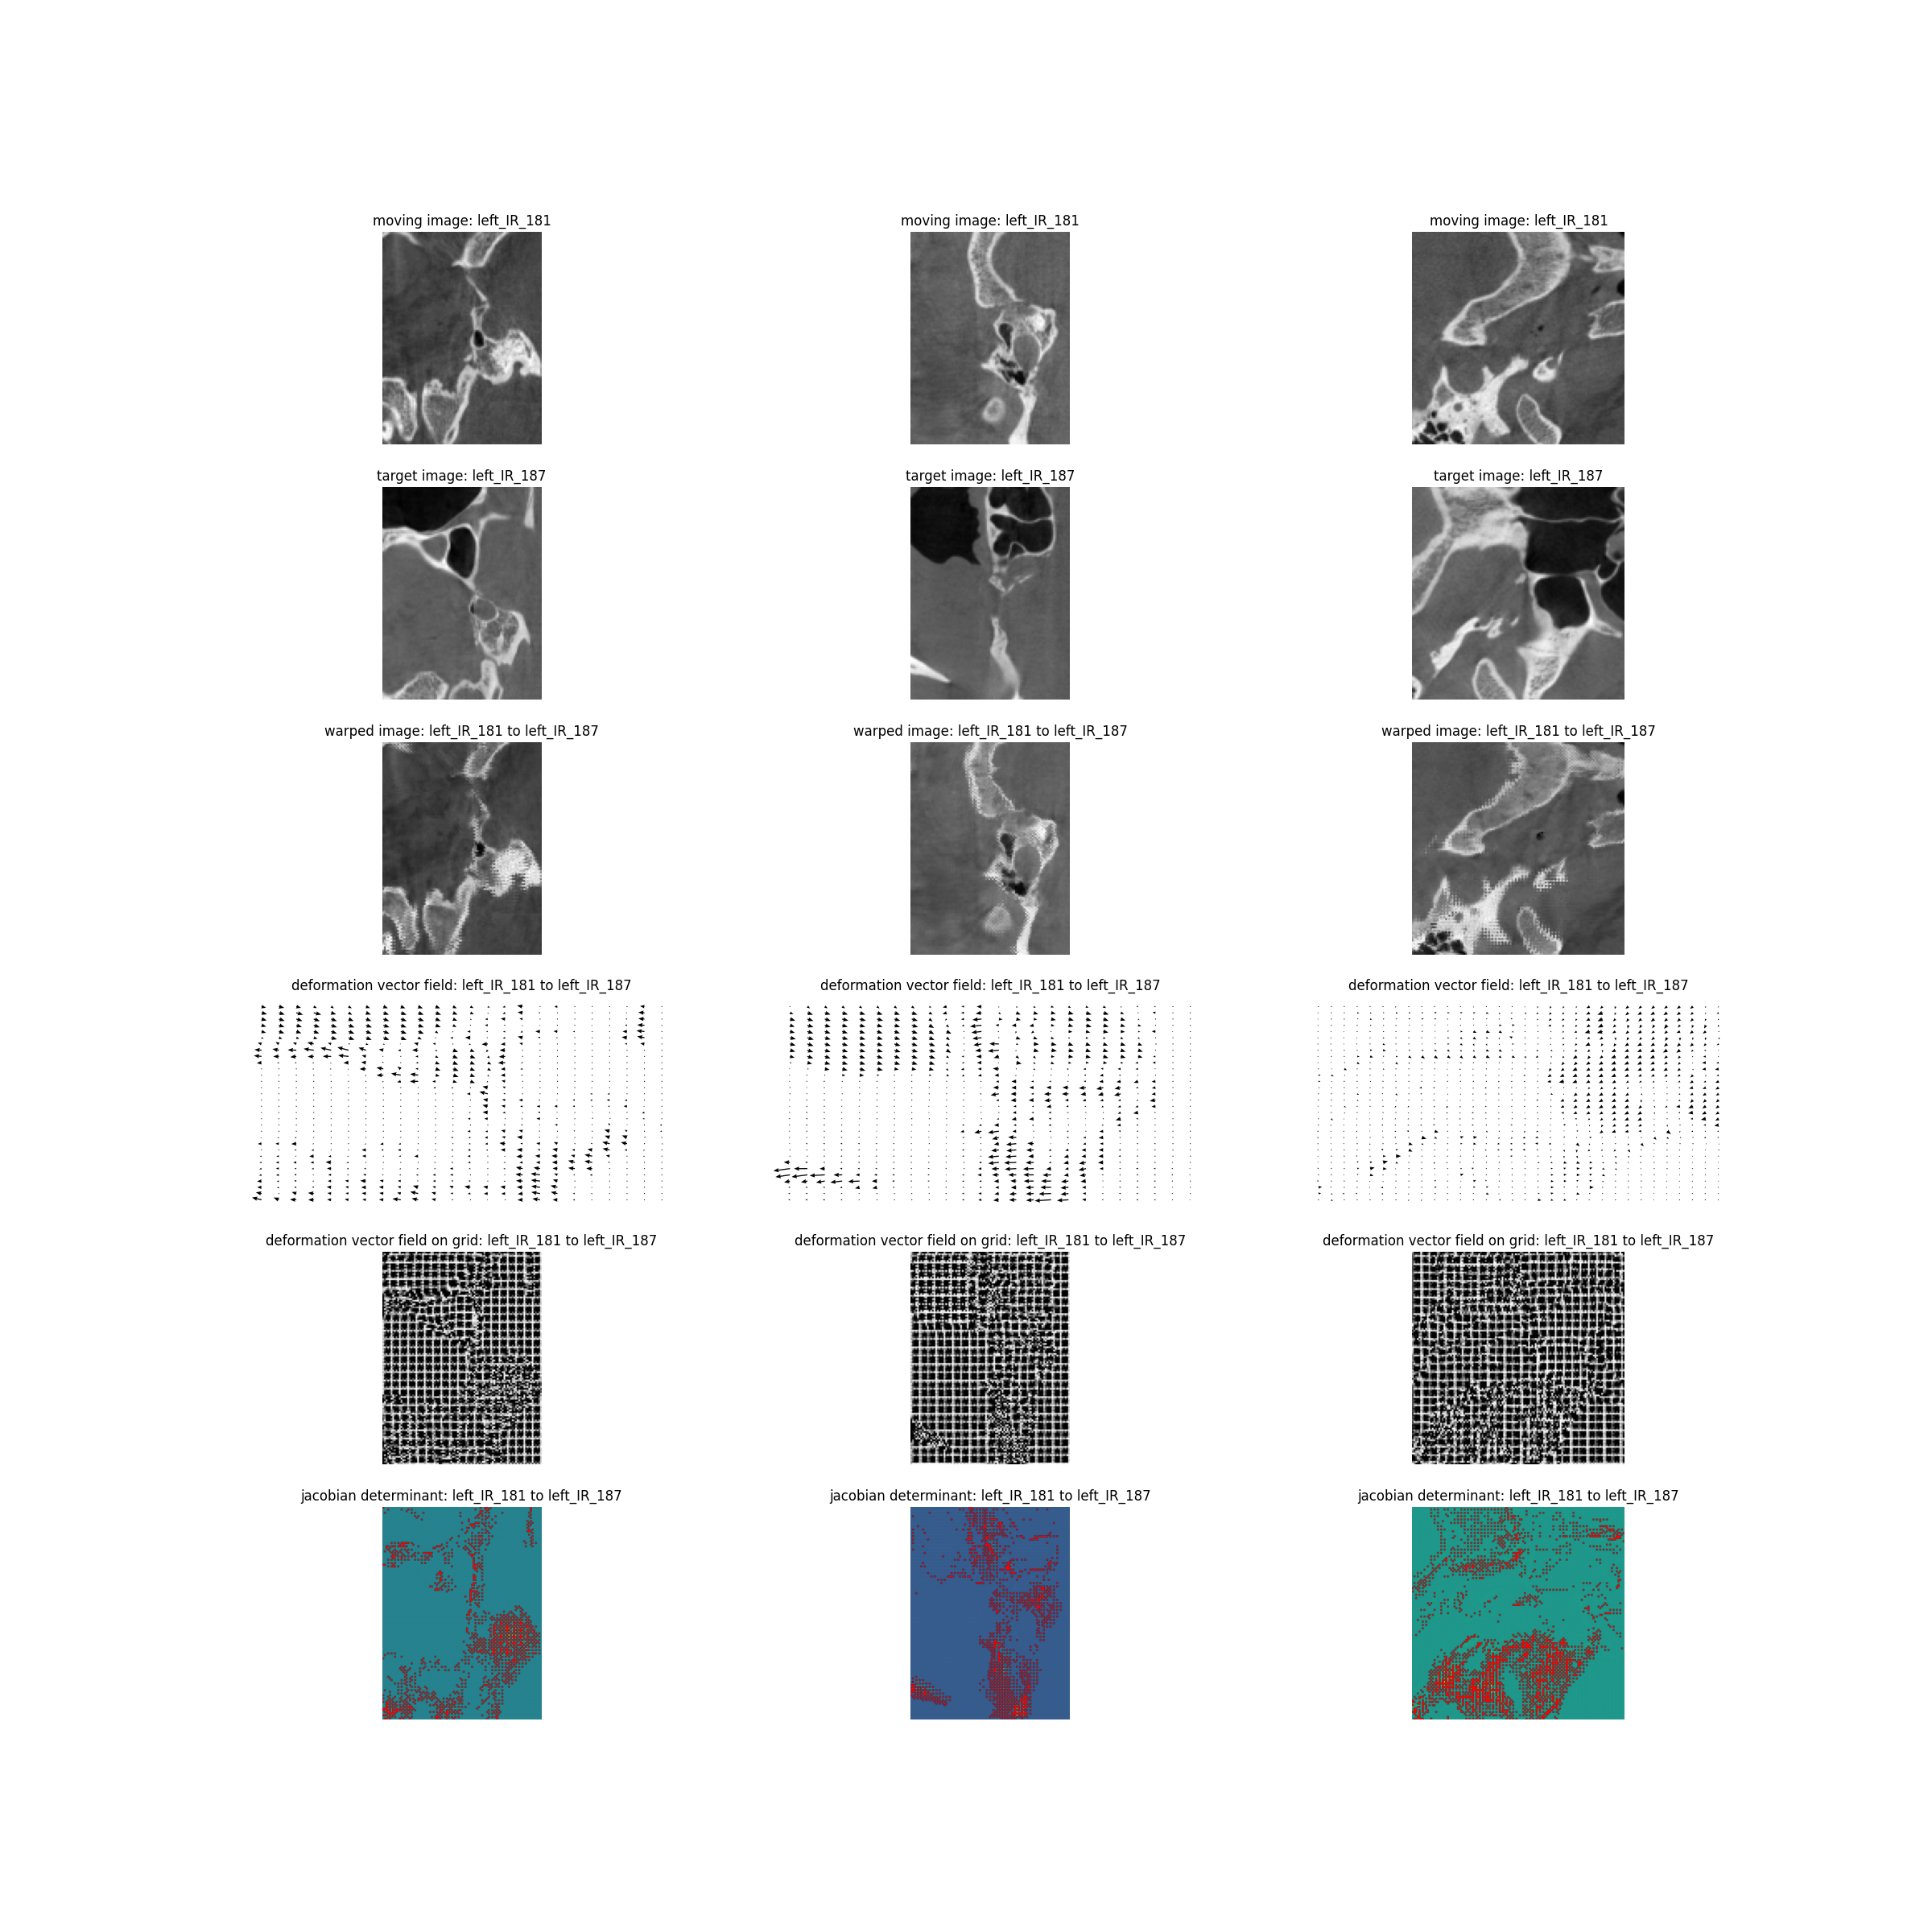 moving image: left_IR_181
moving image: left_IR_181
moving image: left_IR_181
target image: left_IR_187
target image: left_IR_187
target image: left_IR_187
warped image: left_IR_181 to left_IR_187
warped image: left_IR_181 to left_IR_187
warped image: left_IR_181 to left_IR_187
deformation vector field: left_IR_181 to left_IR_187
deformation vector field: left_IR_181 to left_IR_187
deformation vector field: left_IR_181 to left_IR_187
deformation vector field on grid: left_IR_181 to left_IR_187
deformation vector field on grid: left_IR_181 to left_IR_187
deformation vector field on grid: left_IR_181 to left_IR_187
jacobian determinant: left_IR_181 to left_IR_187
jacobian determinant: left_IR_181 to left_IR_187
jacobian determinant: left_IR_181 to left_IR_187